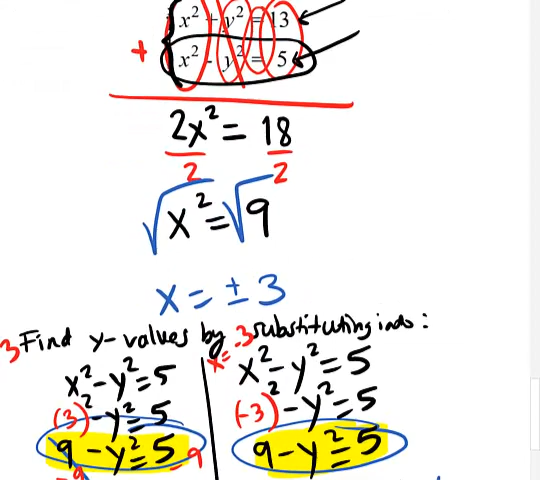 x² + y² = 13
+ x² - y² = 5
2x² = 18
2 2
√x² = √9
x = ± 3
3 Find y-values by substituting into:
x = -3
x² - y² = 5 x² - y² = 5
(3)² - y² = 5 (-3)² - y² = 5
9 - y² = 5 9 - y² = 5
-9 -9